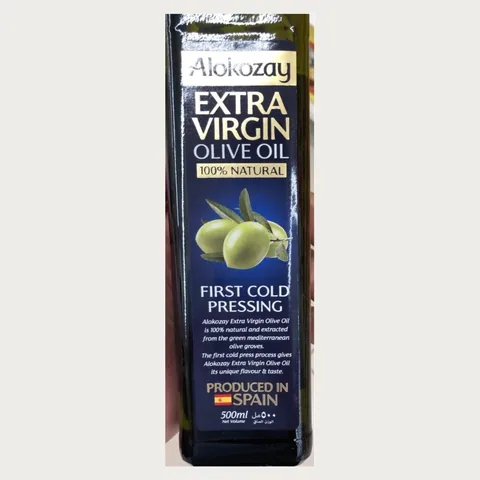 Alokozay
EXTRA
VIRGIN
OLIVE OIL
100% NATURAL
FIRST COLD
PRESSING
Alokozay Extra Virgin Olive Oil
is 100% natural and extracted
from the green mediterranean
olive groves.
The first cold press process gives
Alokozay Extra Virgin Olive Oil
its unique flavour & taste.
PRODUCED IN
SPAIN
500ml ٥٠٠مل
Net Volume الوزن الصافي